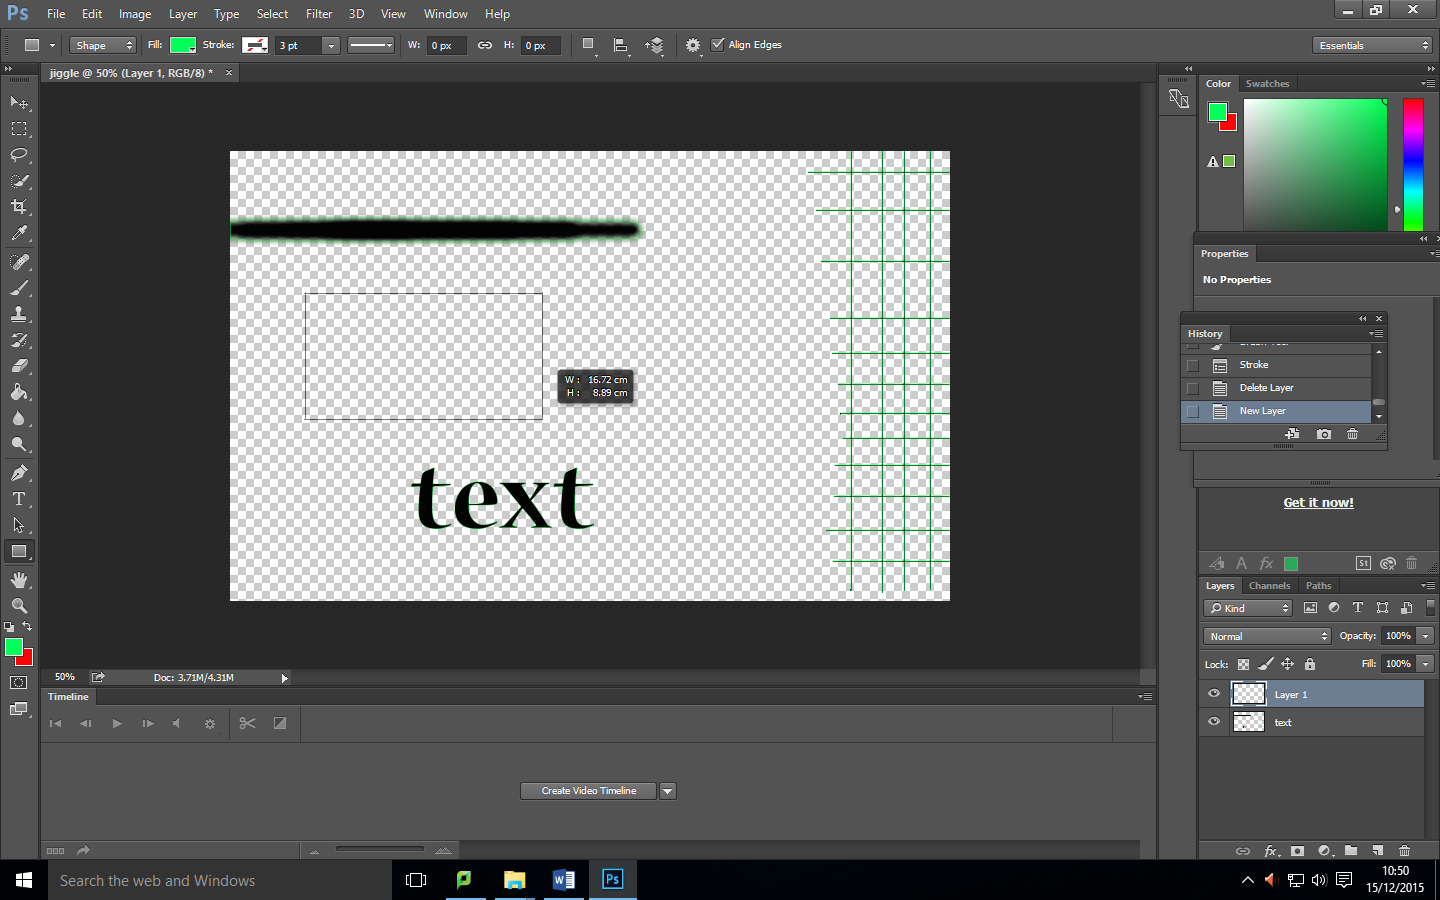 Ps File Edit Image Layer Type Select Filter 3D View Window Help
Shape Fill: Stroke: 3 pt W: 0 px H: 0 px Align Edges Essentials
jiggle @ 50% (Layer 1, RGB/8) * ×
Color Swatches
Properties
No Properties
History
Stroke
Delete Layer
New Layer
W : 16.72 cm
H : 8.89 cm
text
Get it now!
St
Layers Channels Paths
Kind
Normal Opacity: 100%
Lock: Fill: 100%
Layer 1
text
50% Doc: 3.71M/4.31M
Timeline
Create Video Timeline
Search the web and Windows
Ps
10:50
15/12/2015